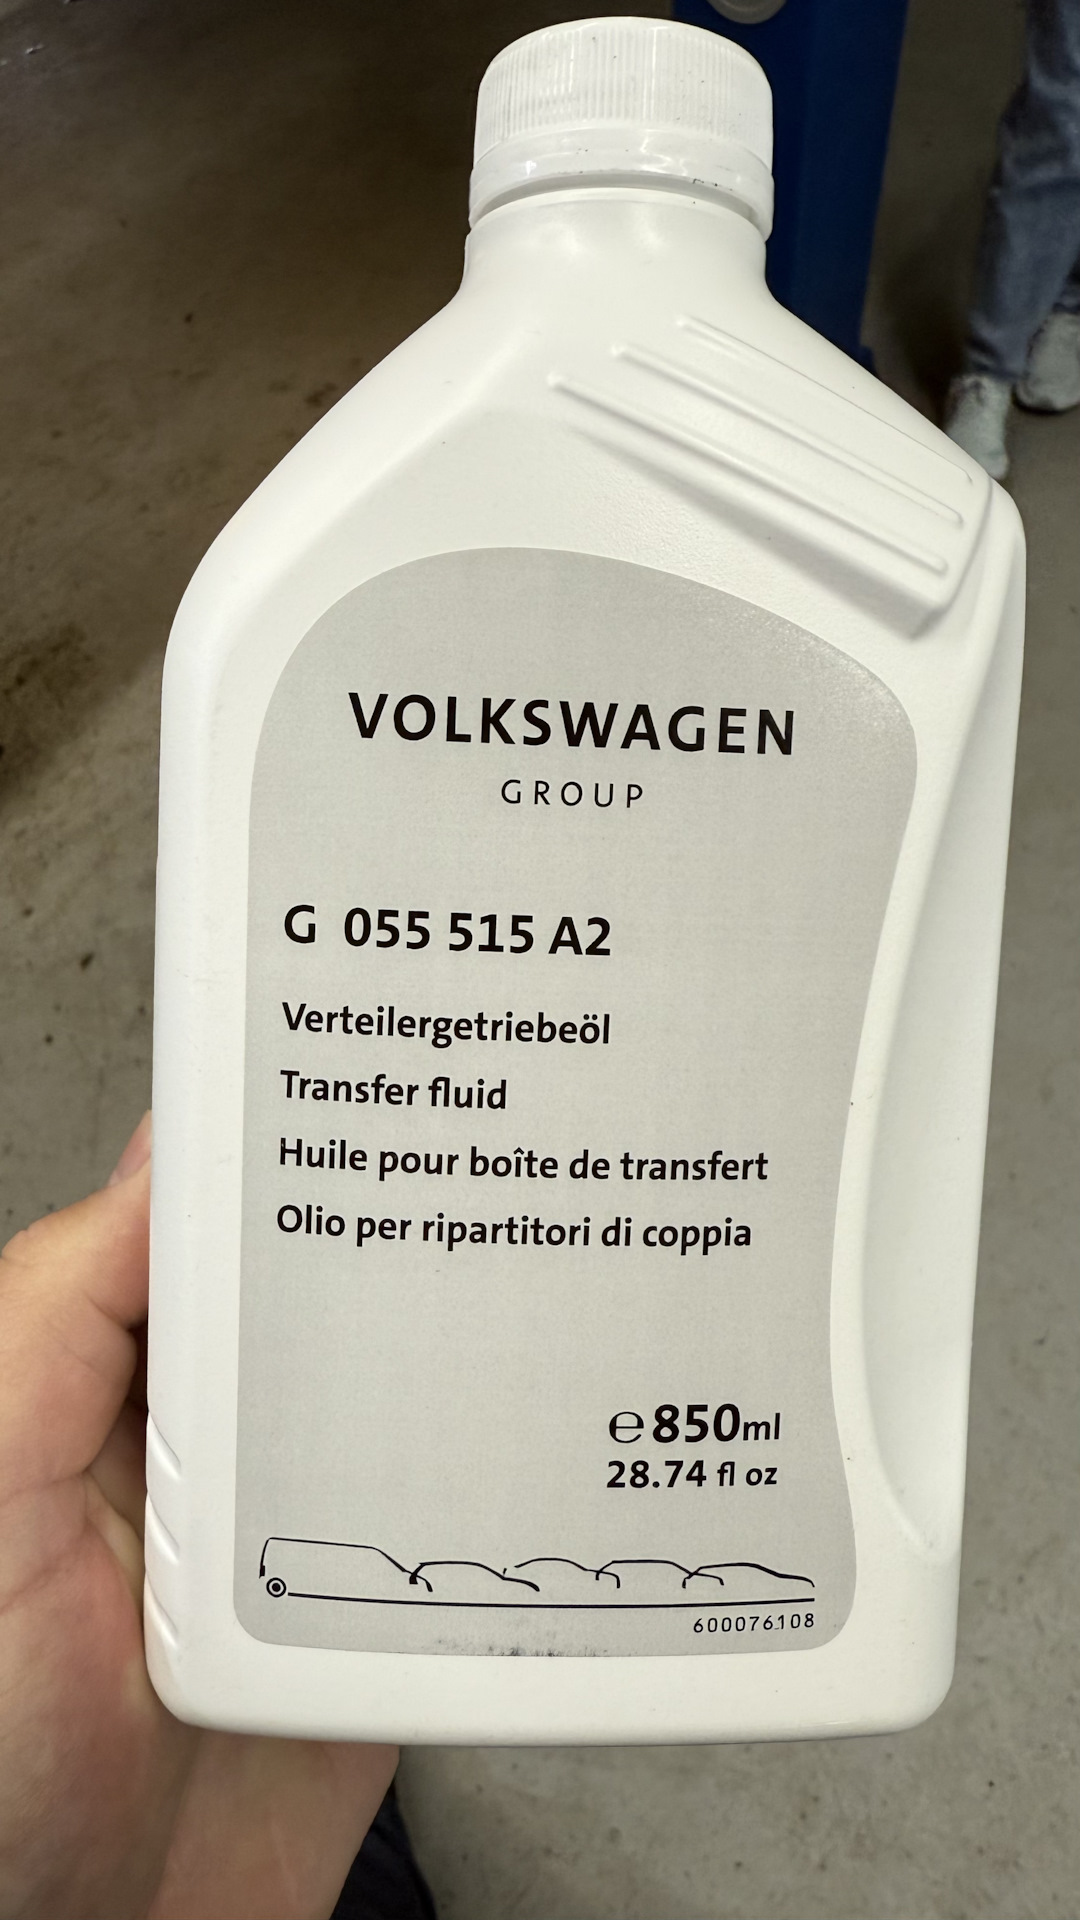 VOLKSWAGEN
GROUP
G 055 515 A2
Verteilergetriebeöl
Transfer fluid
Huile pour boîte de transfert
Olio per ripartitori di coppia
℮850ml
28.74 fl oz
600076108